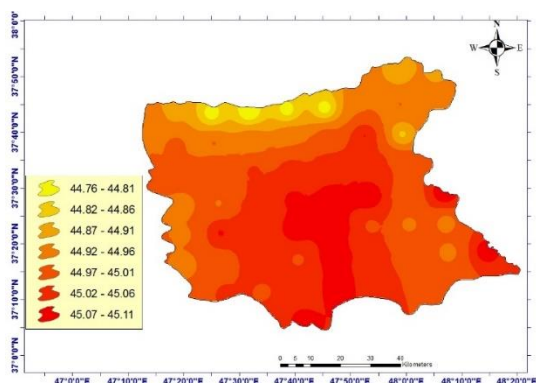 38°6'0"
37°50'0"N
37°40'0"N
37°30'0"N
37°20'0"N
37°10'0"N
37°0'0"N
N
W E
S
44.76 - 44.81
44.82 - 44.86
44.87 - 44.91
44.92 - 44.96
44.97 - 45.01
45.02 - 45.06
45.07 - 45.11
0 5 10 20 30 40
Kilometers
47°0'0"E 47°10'0"E 47°20'0"E 47°30'0"E 47°40'0"E 47°50'0"E 48°0'0"E 48°10'0"E 48°20'0"E